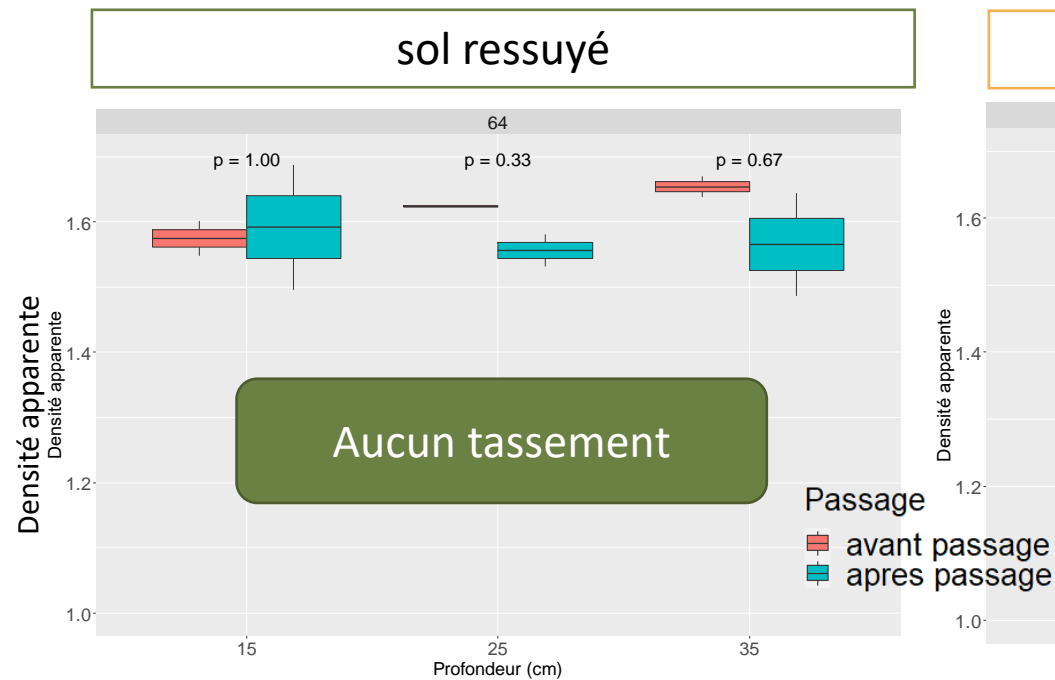 sol ressuyé
64
p = 1.00
p = 0.33
p = 0.67
1.6
1.4
1.2
1.0
Densité apparente
Densité apparente
Aucun tassement
15
25
35
Profondeur (cm)
Passage
avant passage
apres passage
Densité apparente
1.6
1.4
1.2
1.0